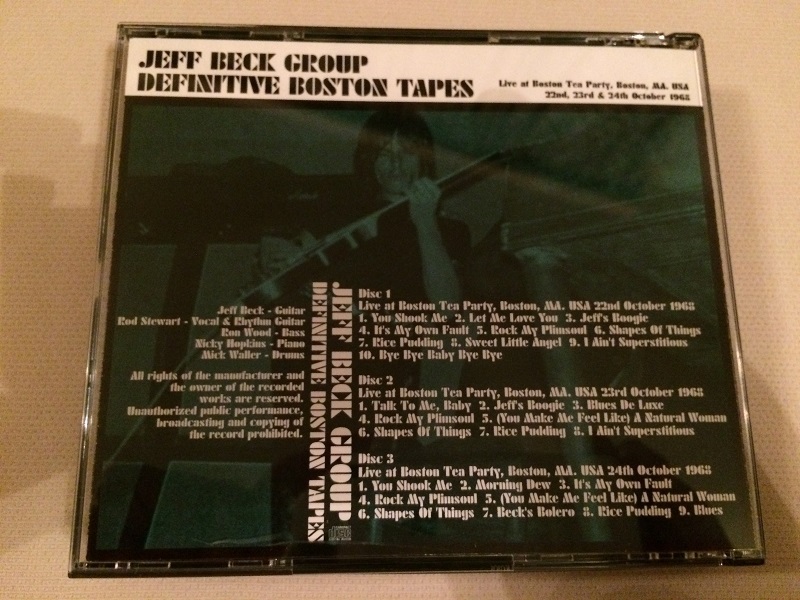 JEFF BECK GROUP
DEFINITIVE BOSTON TAPES
Live at Boston Tea Party, Boston, MA. USA
22nd, 23rd & 24th October 1968
Jeff Beck - Guitar
Rod Stewart - Vocal & Rhythm Guitar
Ron Wood - Bass
Nicky Hopkins - Piano
Mick Waller - Drums
All rights of the manufacturer and
the owner of the recorded
works are reserved.
Unauthorized public performance,
broadcasting and copying of
the record prohibited.
JEFF BECK GROUP
DEFINITIVE BOSTON TAPES
Disc 1
Live at Boston Tea Party, Boston, MA. USA 22nd October 1968
1. You Shook Me 2. Let Me Love You 3. Jeff's Boogie
4. It's My Own Fault 5. Rock My Plimsoul 6. Shapes Of Things
7. Rice Pudding 8. Sweet Little Angel 9. I Ain't Superstitious
10. Bye Bye Baby Bye Bye
Disc 2
Live at Boston Tea Party, Boston, MA. USA 23rd October 1968
1. Talk To Me, Baby 2. Jeff's Boogie 3. Blues De Luxe
4. Rock My Plimsoul 5. (You Make Me Feel Like) A Natural Woman
6. Shapes Of Things 7. Rice Pudding 8. I Ain't Superstitious
Disc 3
Live at Boston Tea Party, Boston, MA. USA 24th October 1968
1. You Shook Me 2. Morning Dew 3. It's My Own Fault
4. Rock My Plimsoul 5. (You Make Me Feel Like) A Natural Woman
6. Shapes Of Things 7. Beck's Bolero 8. Rice Pudding 9. Blues